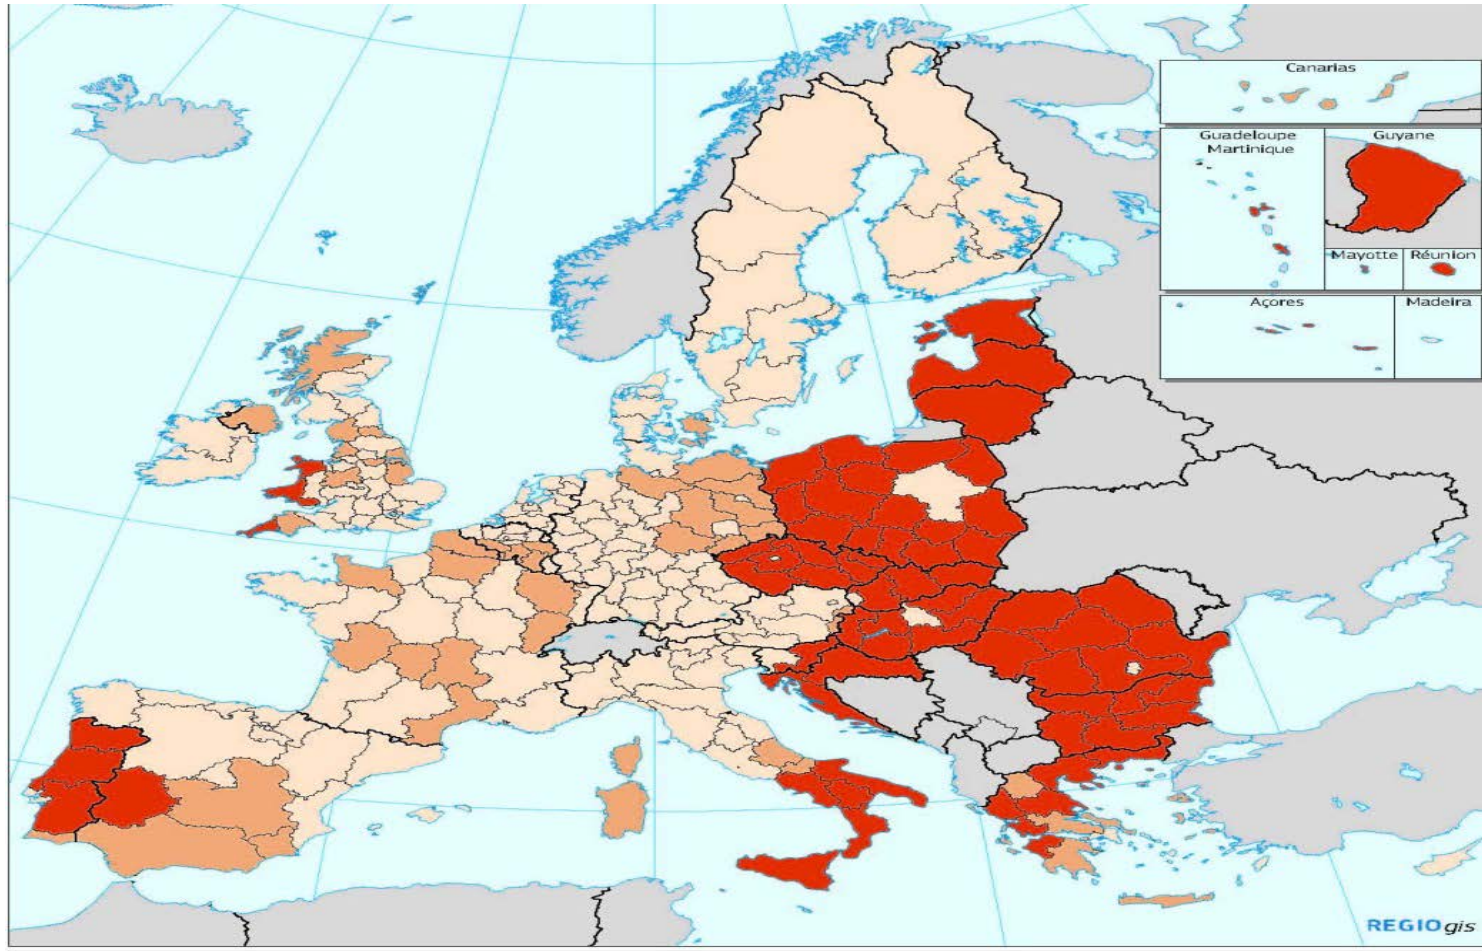 Canarias
Guadeloupe
Martinique
Guyane
Mayotte
Réunion
Açores
Madeira
REGIOgis